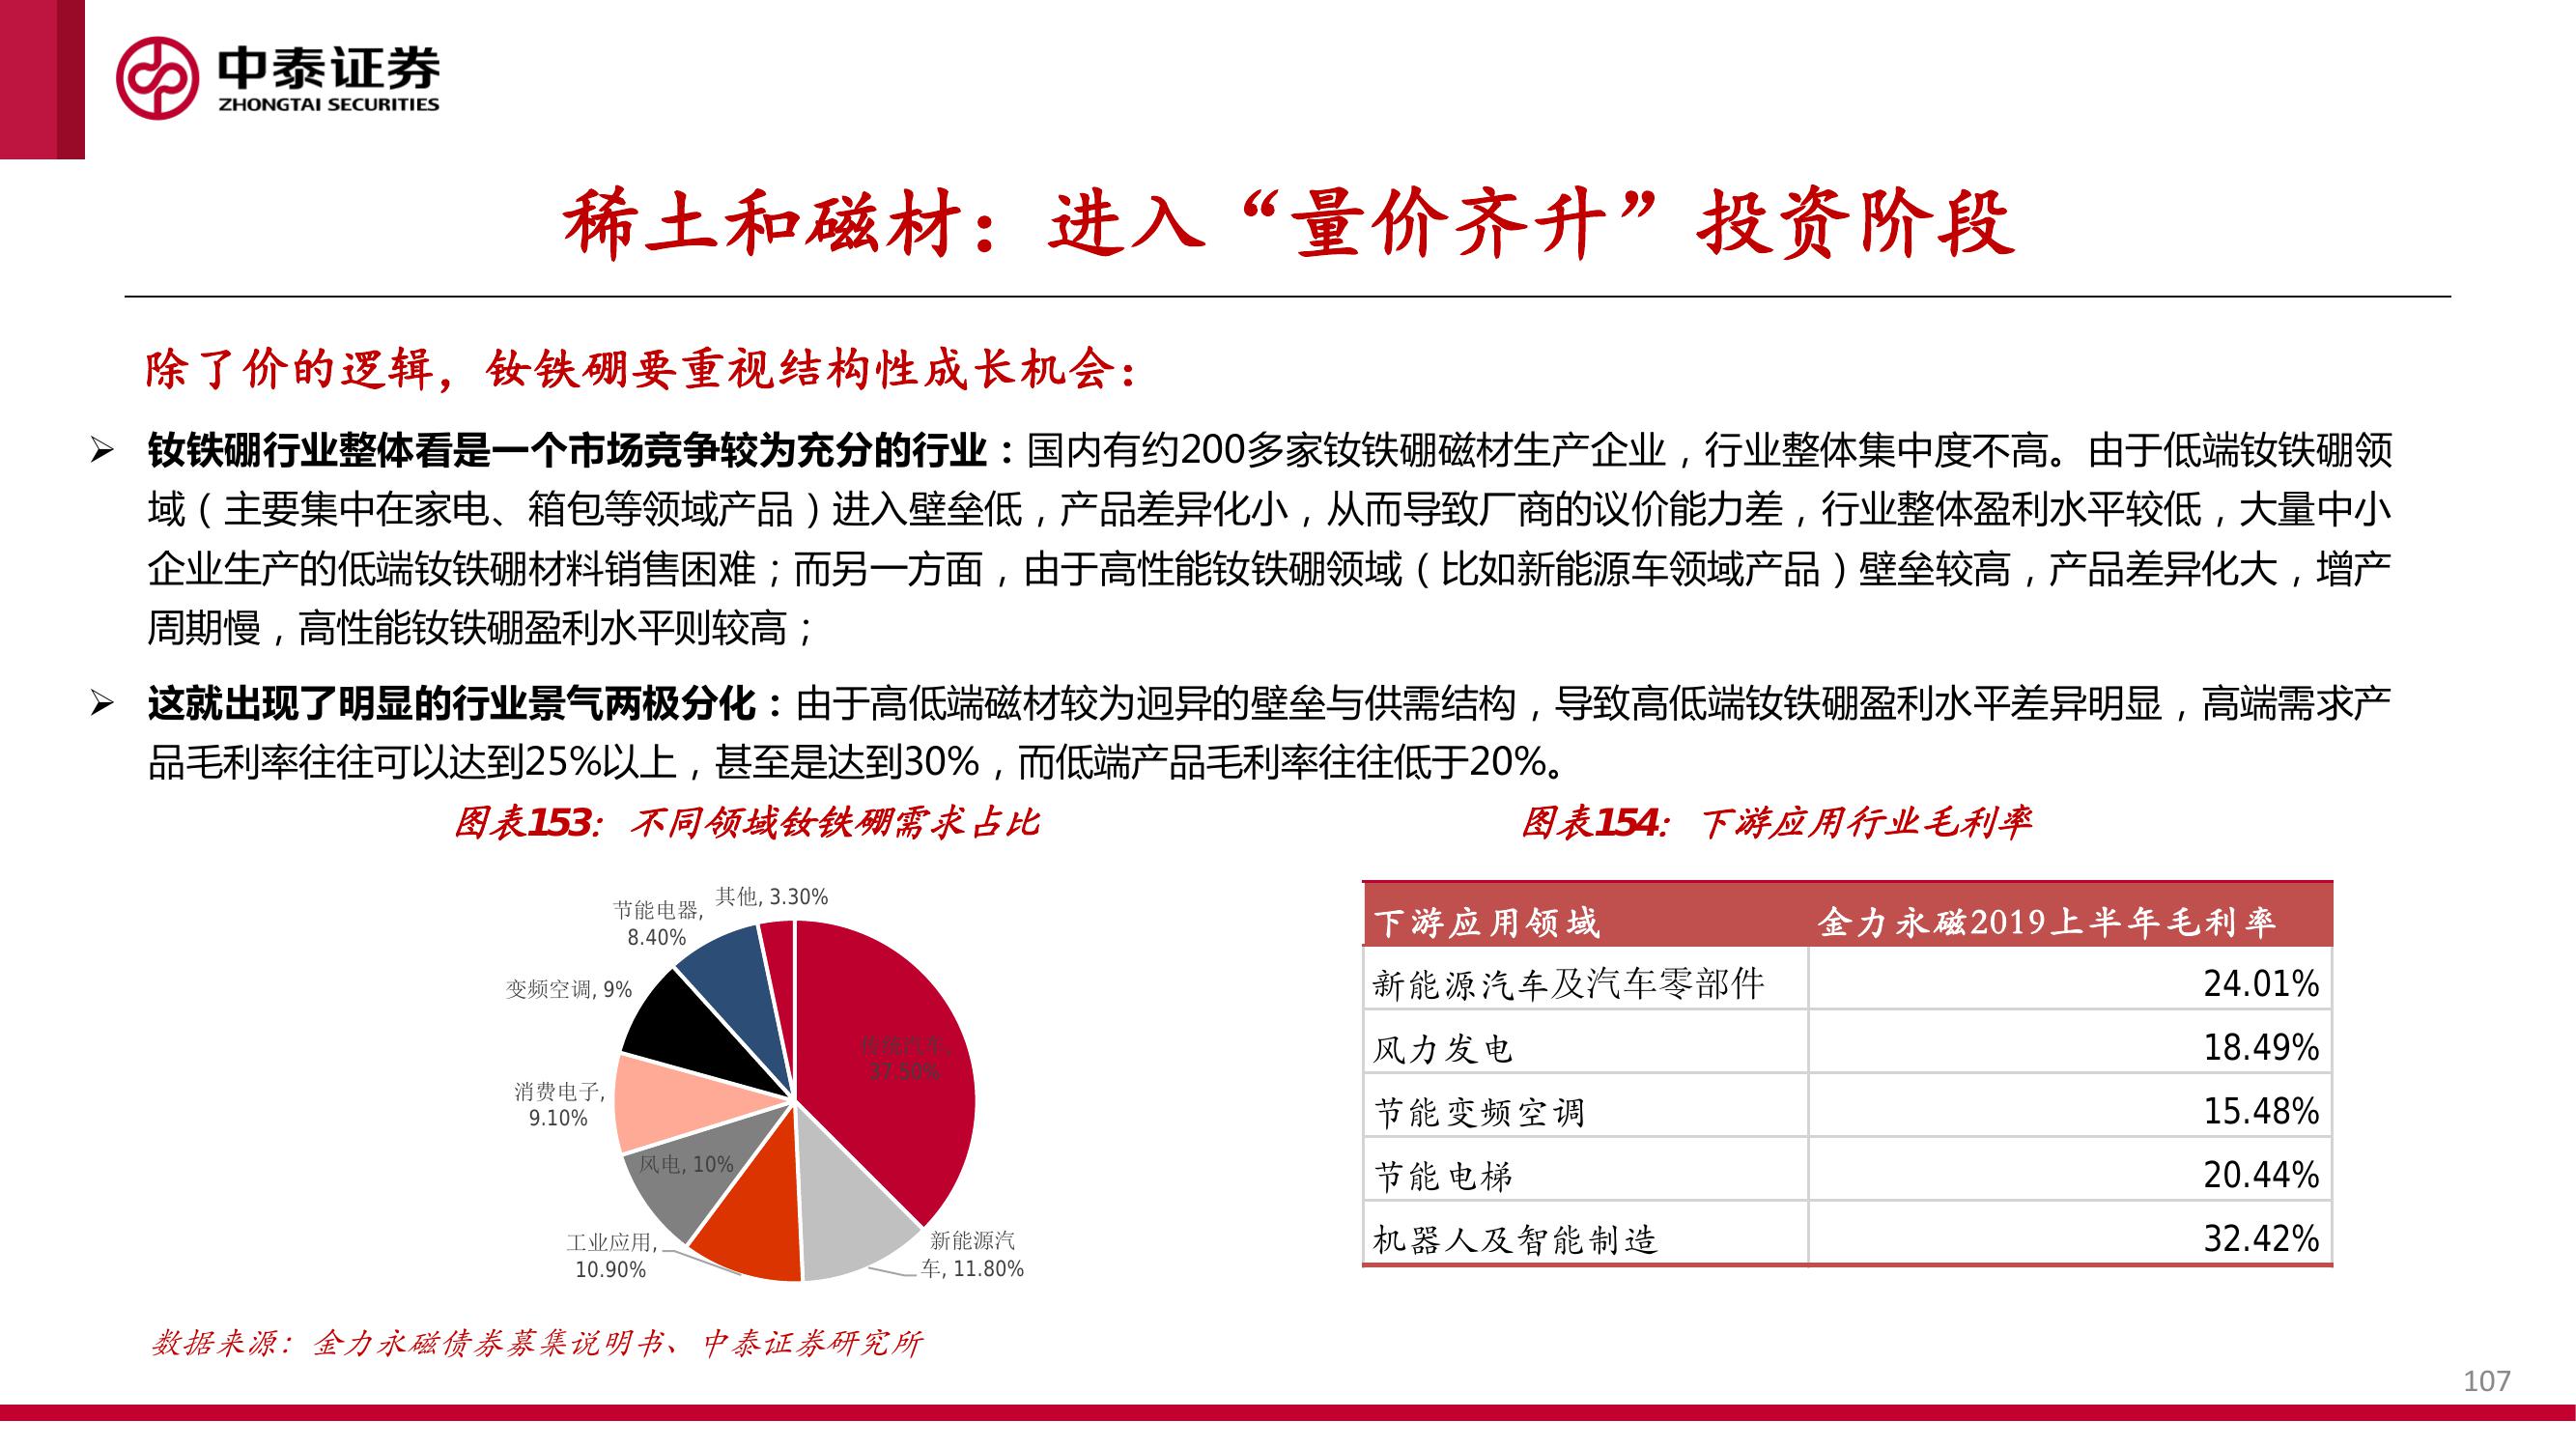 中泰证券
ZHONGTAI SECURITIES
稀土和磁材：进入“量价齐升”投资阶段
除了价的逻辑，钕铁硼要重视结构性成长机会：
钕铁硼行业整体看是一个市场竞争较为充分的行业：国内有约200多家钕铁硼磁材生产企业，行业整体集中度不高。由于低端钕铁硼领
域（主要集中在家电、箱包等领域产品）进入壁垒低，产品差异化小，从而导致厂商的议价能力差，行业整体盈利水平较低，大量中小
企业生产的低端钕铁硼材料销售困难；而另一方面，由于高性能钕铁硼领域（比如新能源车领域产品）壁垒较高，产品差异化大，增产
周期慢，高性能钕铁硼盈利水平则较高；
这就出现了明显的行业景气两极分化：由于高低端磁材较为迥异的壁垒与供需结构，导致高低端钕铁硼盈利水平差异明显，高端需求产
品毛利率往往可以达到25%以上，甚至是达到30%，而低端产品毛利率往往低于20%。
图表153：不同领域钕铁硼需求占比
其他, 3.30%
节能电器,
8.40%
变频空调, 9%
传统汽车,
37.50%
消费电子,
9.10%
风电, 10%
工业应用,
10.90%
新能源汽
车, 11.80%
图表154：下游应用行业毛利率
下游应用领域 金力永磁2019上半年毛利率
新能源汽车及汽车零部件 24.01%
风力发电 18.49%
节能变频空调 15.48%
节能电梯 20.44%
机器人及智能制造 32.42%
数据来源：金力永磁债券募集说明书、中泰证券研究所
107